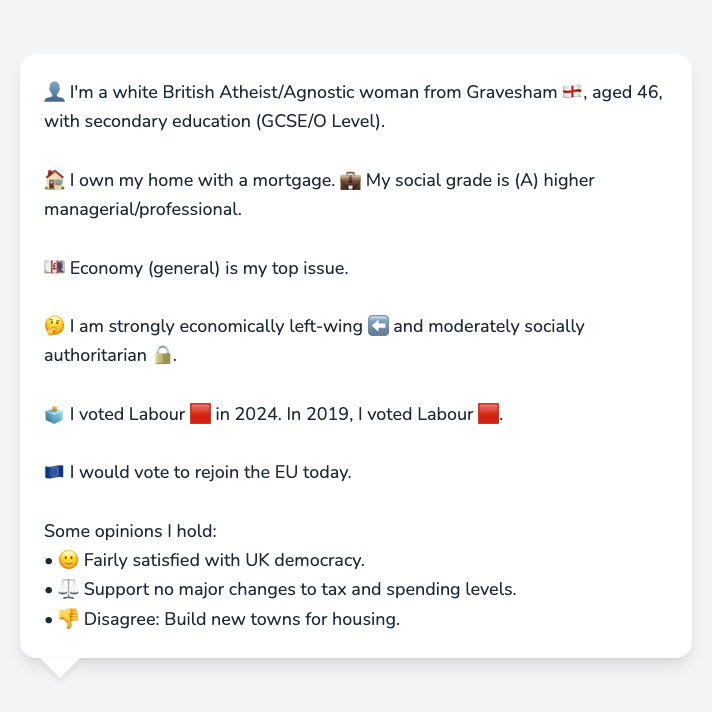 👤 I'm a white British Atheist/Agnostic woman from Gravesham 🏴󠁧󠁢󠁥󠁮󠁧󠁿, aged 46,
with secondary education (GCSE/O Level).
🏠 I own my home with a mortgage. 💼 My social grade is (A) higher
managerial/professional.
💷 Economy (general) is my top issue.
🤔 I am strongly economically left-wing ⬅️ and moderately socially
authoritarian 🔒.
🗳️ I voted Labour 🟥 in 2024. In 2019, I voted Labour 🟥.
🇪🇺 I would vote to rejoin the EU today.
Some opinions I hold:
• 🙂 Fairly satisfied with UK democracy.
• ⚖️ Support no major changes to tax and spending levels.
• 👎 Disagree: Build new towns for housing.